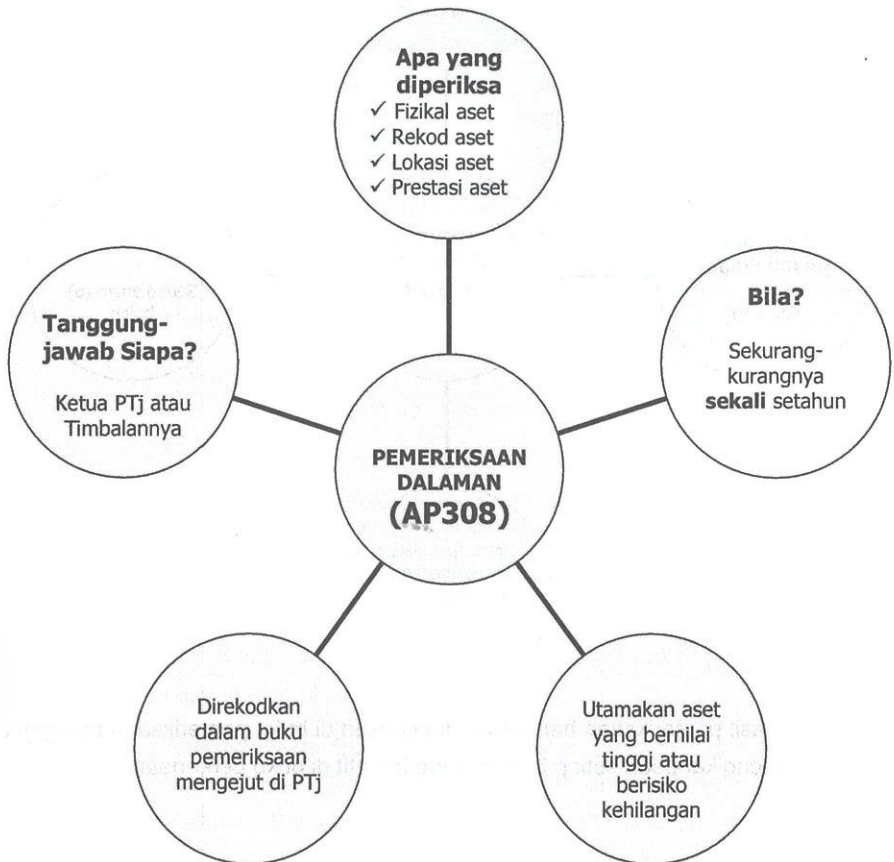 Apa yang
diperiksa
✓ Fizikal aset
✓ Rekod aset
✓ Lokasi aset
✓ Prestasi aset
Tanggung-
jawab Siapa?
Ketua PTj atau
Timbalannya
Bila?
Sekurang-
kurangnya
sekali setahun
PEMERIKSAAN
DALAMAN
(AP308)
Direkodkan
dalam buku
pemeriksaan
mengejut di PTj
Utamakan aset
yang bernilai
tinggi atau
berisiko
kehilangan